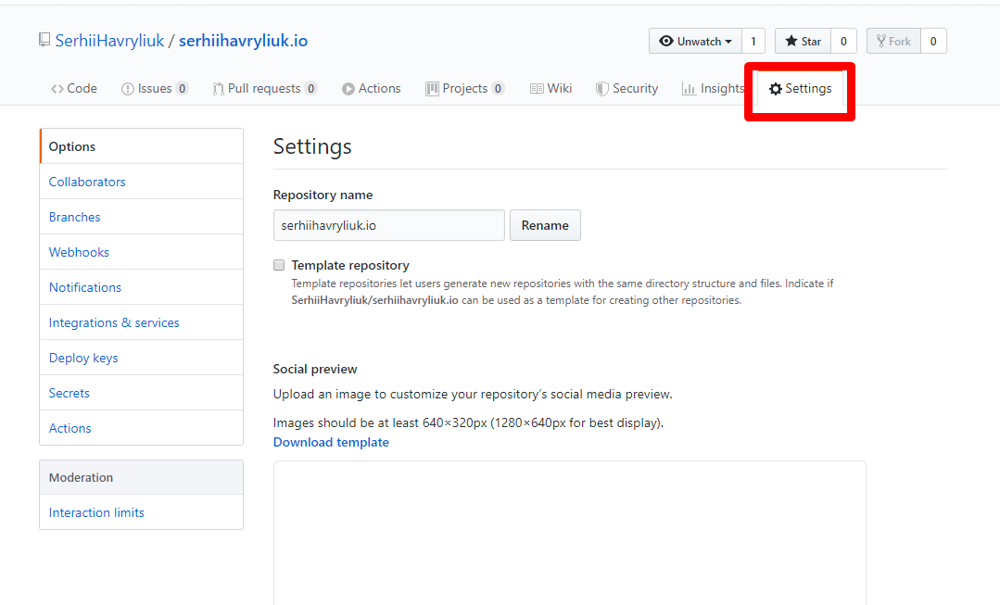 SerhiiHavryliuk / serhiihavryliuk.io
Unwatch 1 Star 0 Fork 0
Code Issues 0 Pull requests 0 Actions Projects 0 Wiki Security Insights Settings
Options
Collaborators
Branches
Webhooks
Notifications
Integrations & services
Deploy keys
Secrets
Actions
Moderation
Interaction limits
Settings
Repository name
serhiihavryliuk.io Rename
Template repository
Template repositories let users generate new repositories with the same directory structure and files. Indicate if
SerhiiHavryliuk/serhiihavryliuk.io can be used as a template for creating other repositories.
Social preview
Upload an image to customize your repository’s social media preview.
Images should be at least 640×320px (1280×640px for best display).
Download template